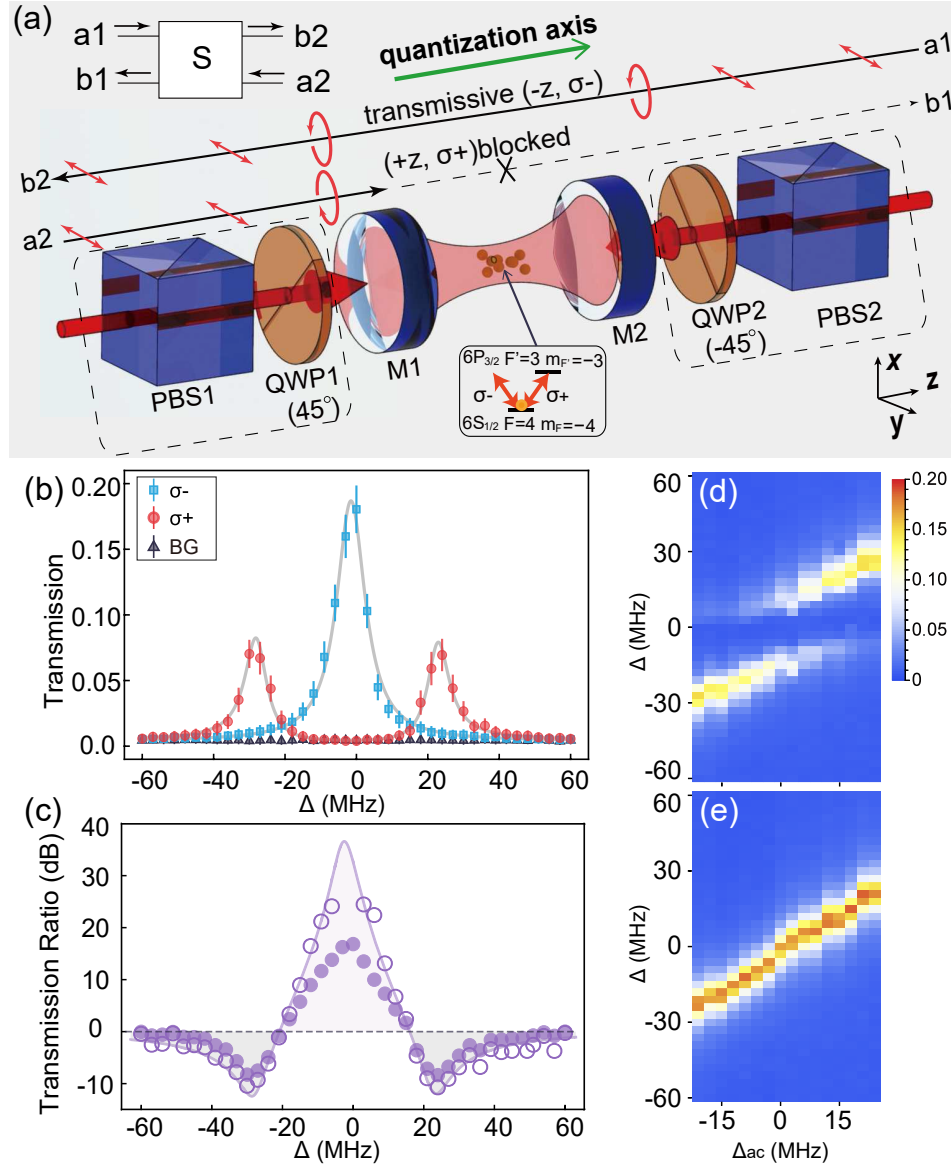 (a)
a1
b2
S
b1
a2
quantization axis
a1
transmissive (-z, σ-)
b1
(+z, σ+)blocked
b2
a2
M1
M2
QWP2
(-45°)
PBS2
PBS1
QWP1
(45°)
6P3/2 F'=3 mF'=−3
σ-
σ+
6S1/2 F=4 mF=−4
x
z
y
(b)
0.20
0.15
0.10
0.05
0.0
Transmission
σ-
σ+
BG
-60
-40
-20
0
20
40
60
Δ (MHz)
(c)
40
30
20
10
0
-10
Transmission Ratio (dB)
-60
-40
-20
0
20
40
60
Δ (MHz)
(d)
60
30
0
-30
-60
Δ (MHz)
0.20
0.15
0.10
0.05
0
(e)
60
30
0
-30
-60
Δ (MHz)
-15
0
15
Δac (MHz)